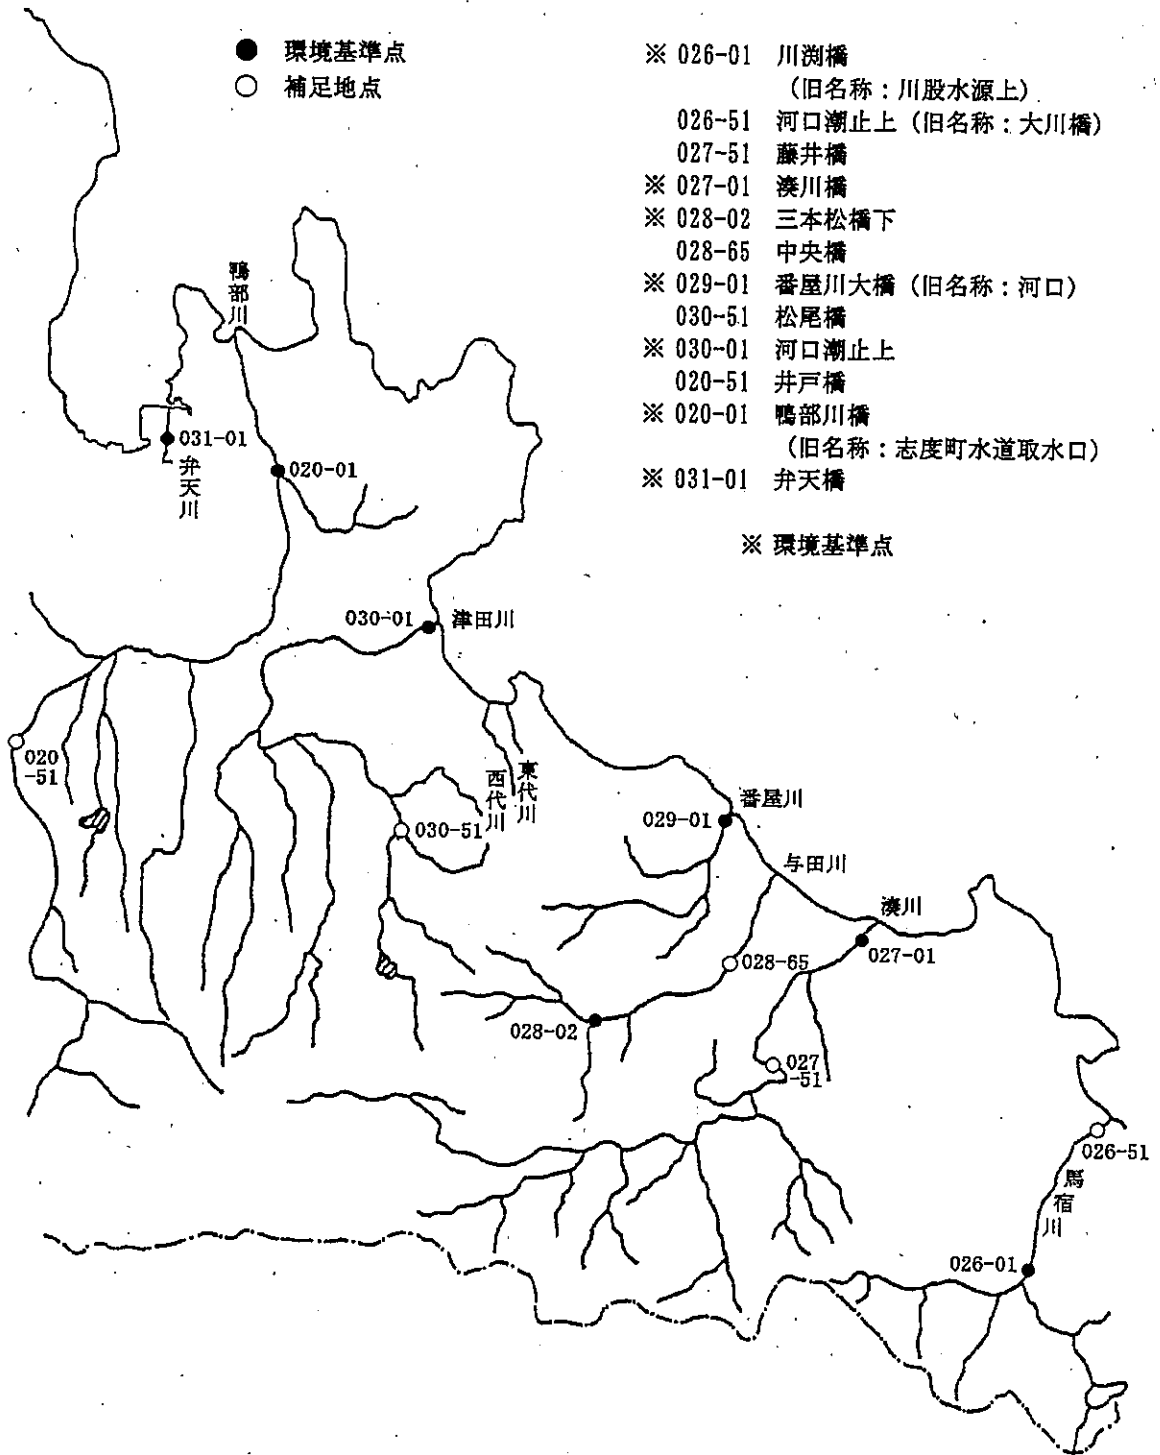 ● 環境基準点
○ 補足地点
※ 026-01 川渕橋
(旧名称:川股水源上)
026-51 河口潮止上(旧名称:大川橋)
027-51 藤井橋
※ 027-01 湊川橋
※ 028-02 三本松橋下
028-65 中央橋
※ 029-01 番屋川大橋(旧名称:河口)
030-51 松尾橋
※ 030-01 河口潮止上
020-51 井戸橋
※ 020-01 鴨部川橋
(旧名称:志度町水道取水口)
※ 031-01 弁天橋
※ 環境基準点
鴨部川
031-01
弁天川
020-01
030-01
津田川
020
-51
西代川
東代川
030-51
029-01
番屋川
与田川
湊川
027-01
028-65
028-02
027
-51
026-51
馬宿川
026-01